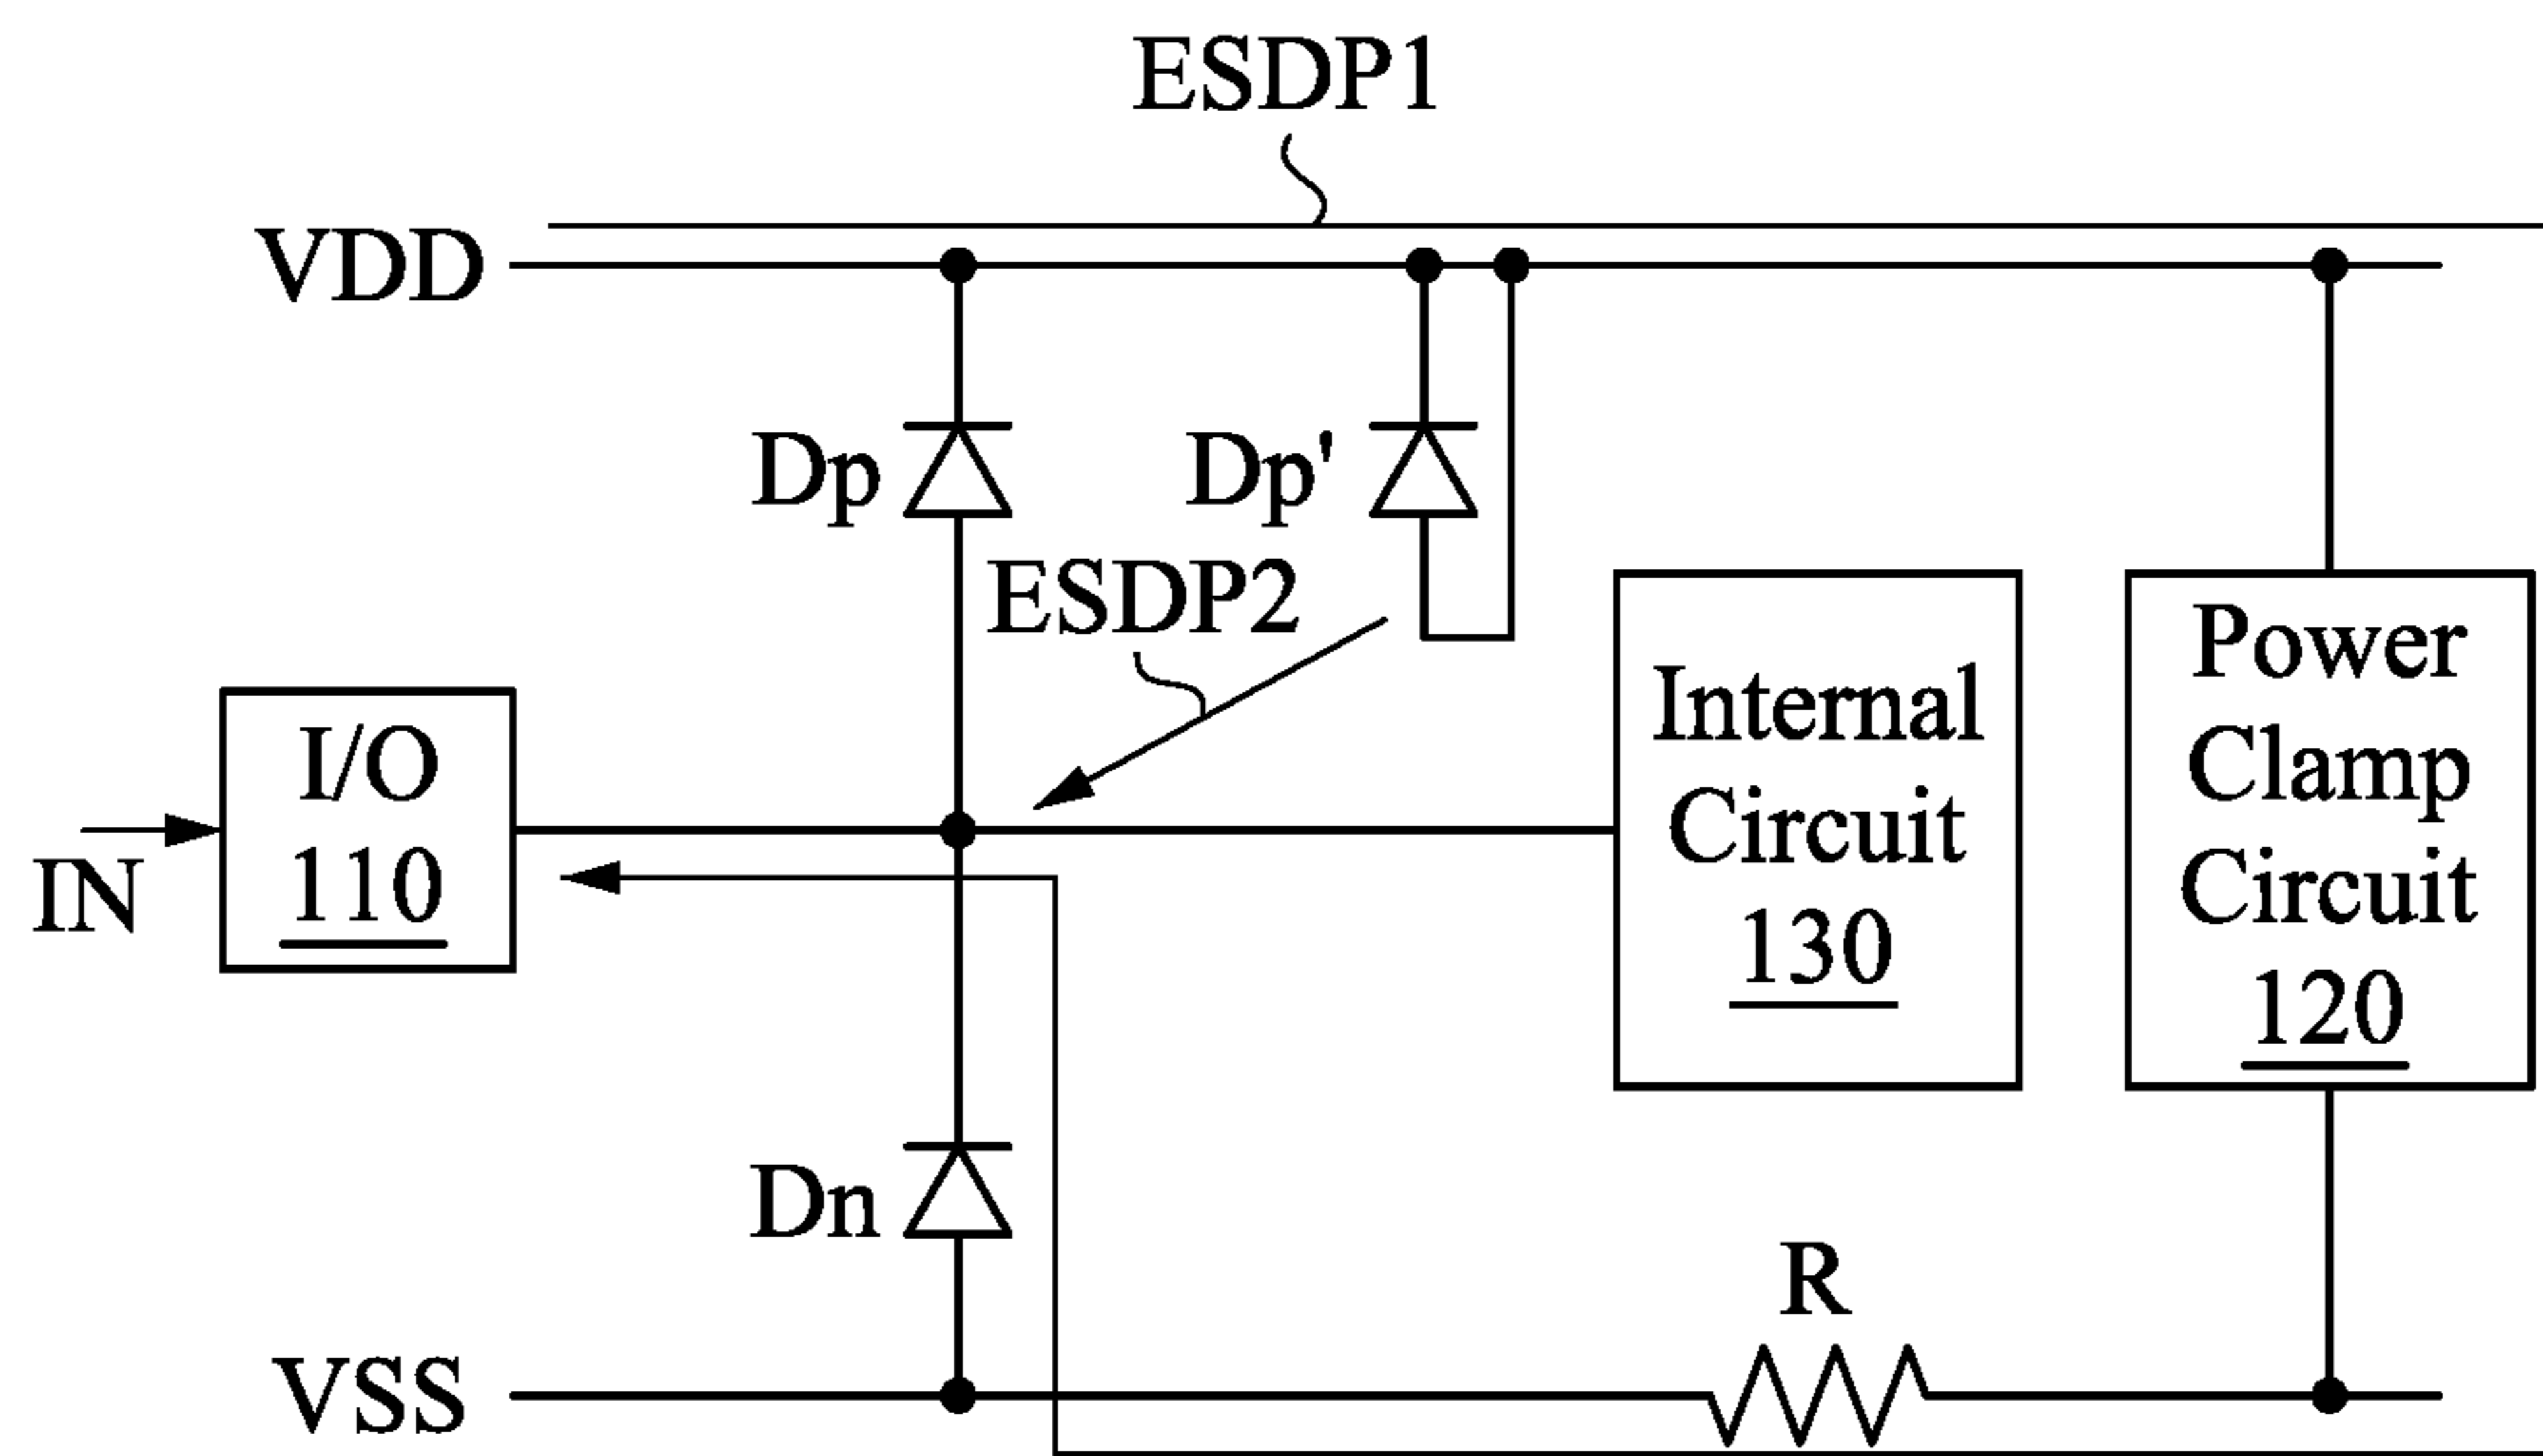 ESDP1
VDD
Dp
Dp'
ESDP2
I/O
110
IN
Internal
Circuit
130
Power
Clamp
Circuit
120
Dn
R
VSS